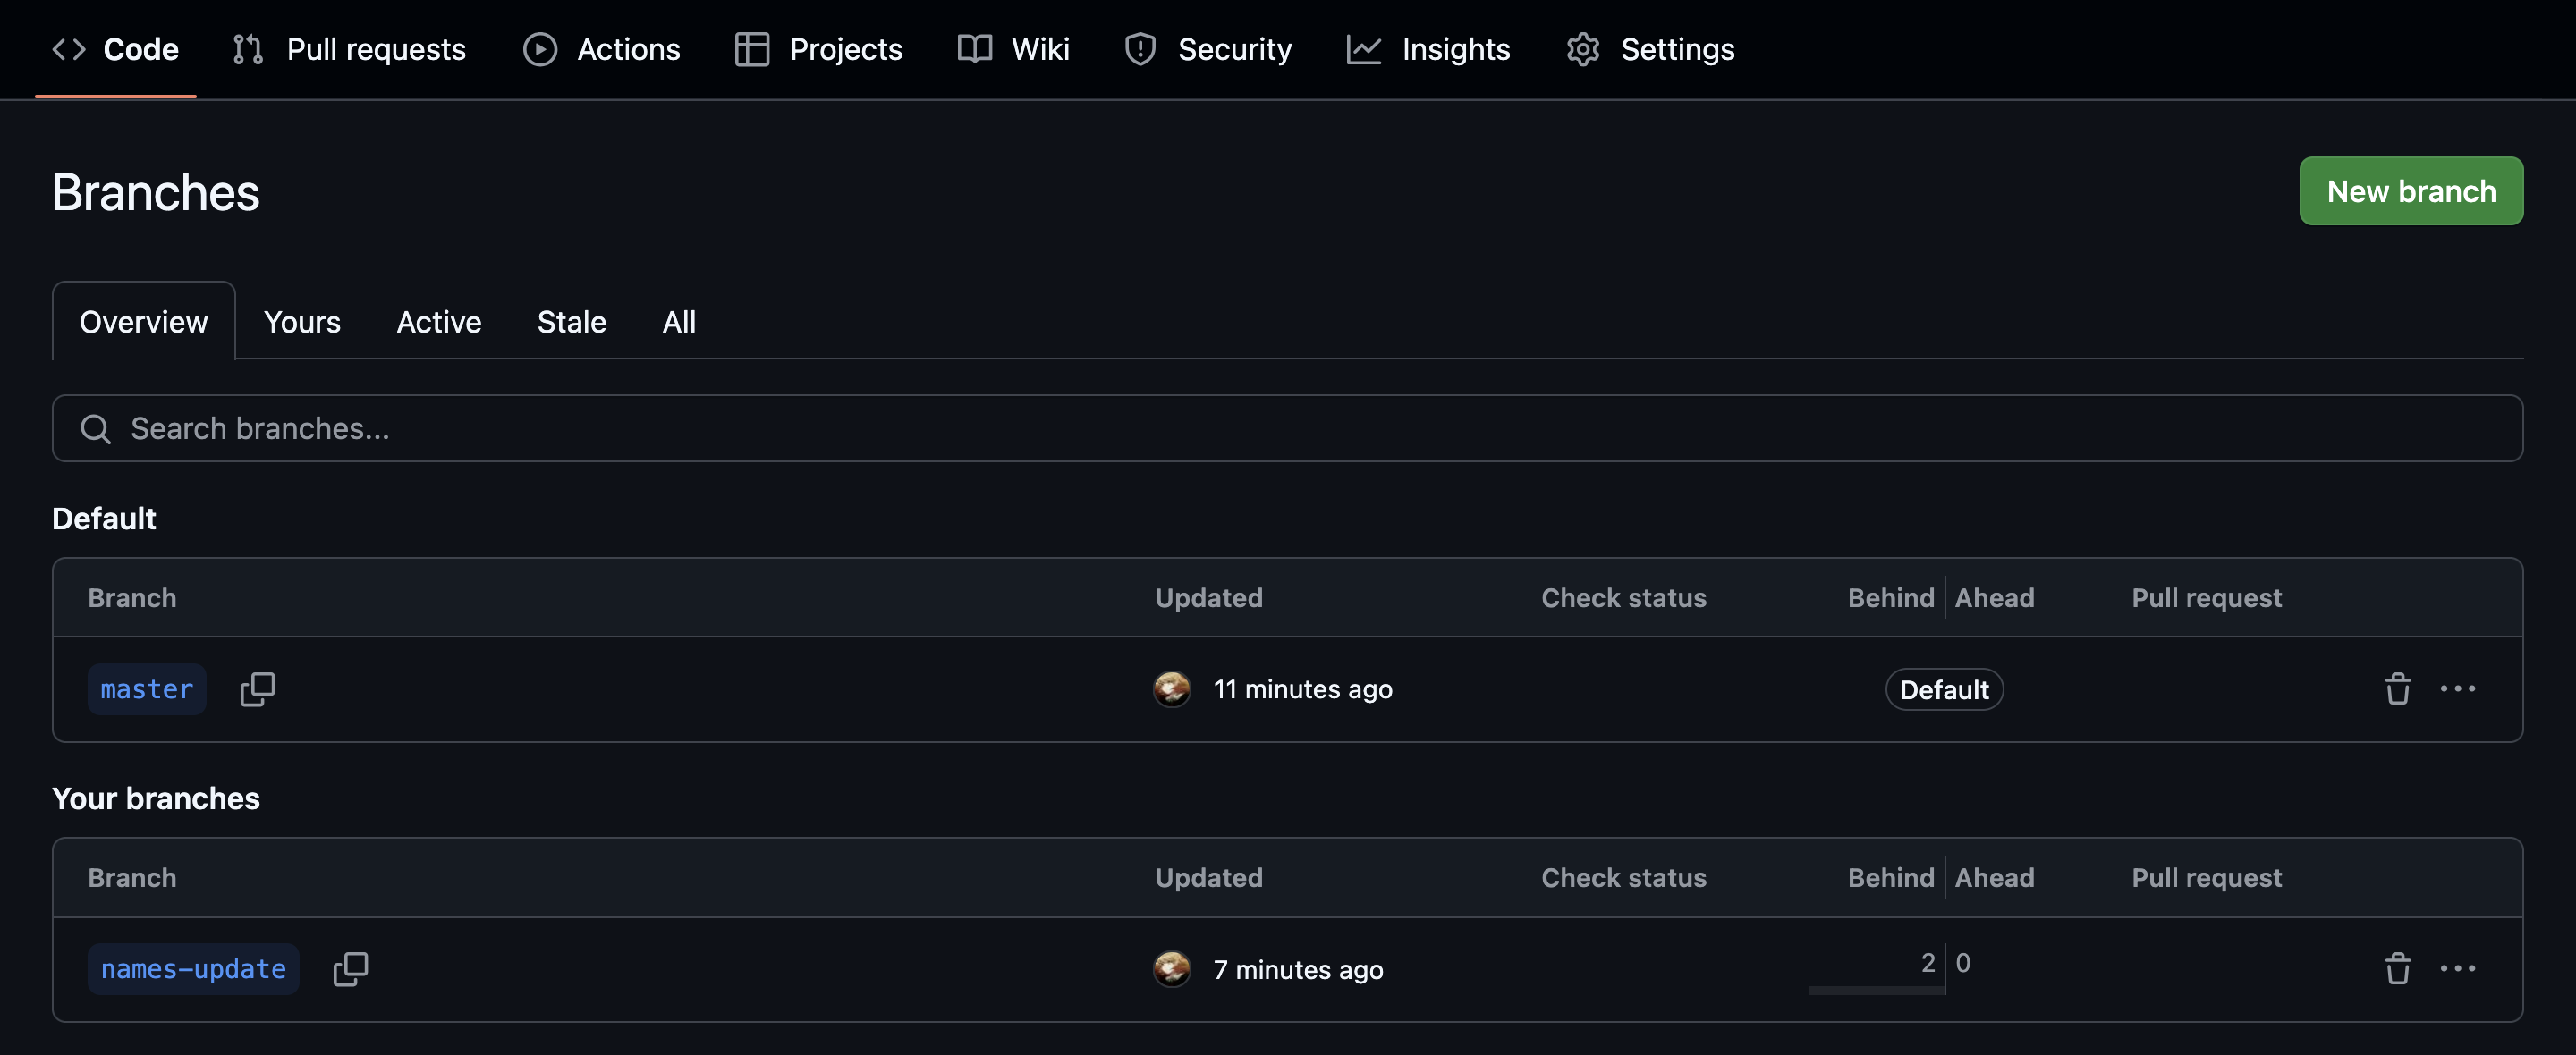 Code Pull requests Actions Projects Wiki Security Insights Settings
Branches
New branch
Overview Yours Active Stale All
Search branches...
Default
Branch Updated Check status Behind Ahead Pull request
master 11 minutes ago Default
Your branches
Branch Updated Check status Behind Ahead Pull request
names-update 7 minutes ago 2 0